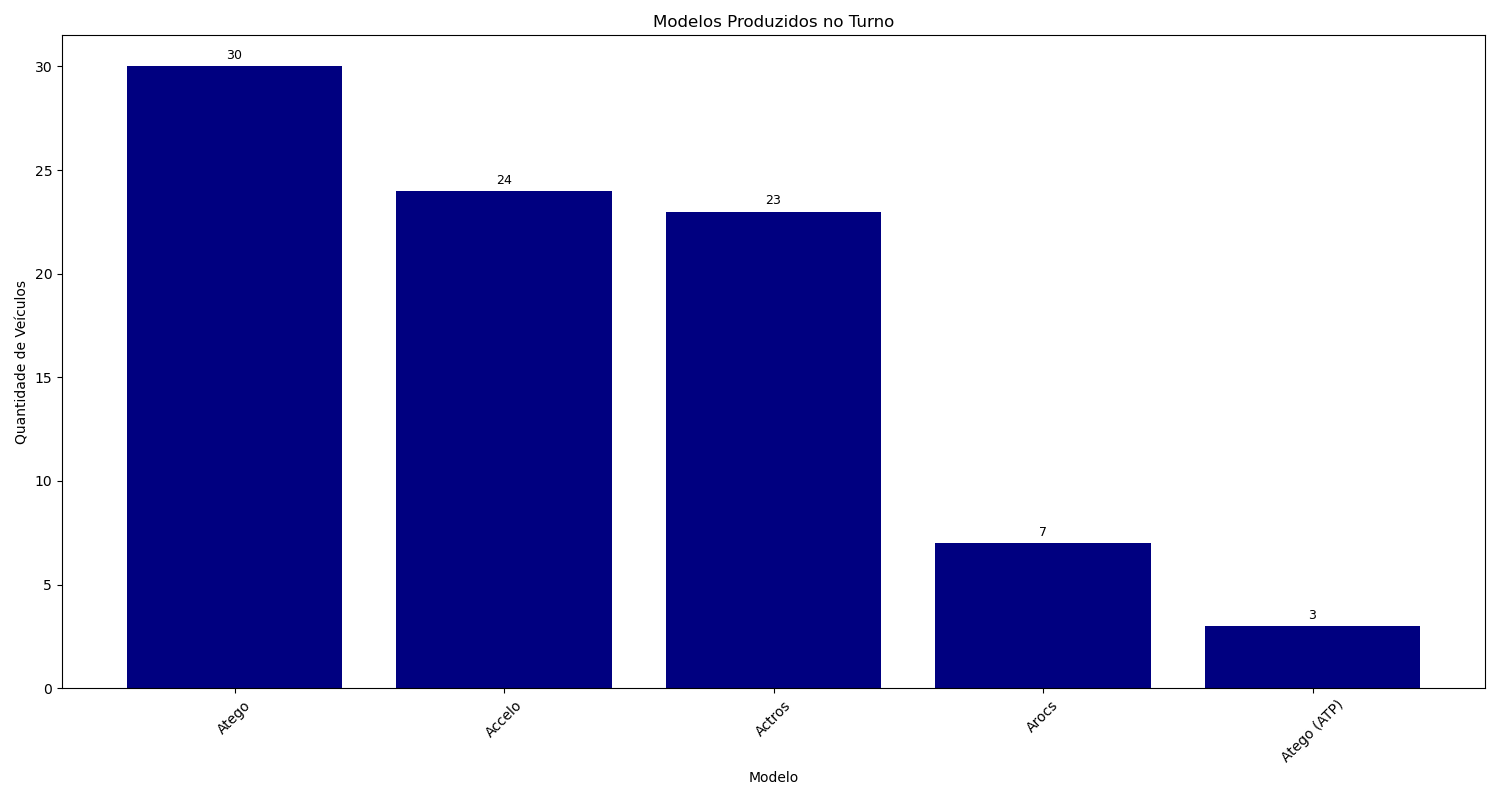 Modelos Produzidos no Turno
30
24
23
7
3
30
25
20
15
10
5
0
Quantidade de Veículos
Atego
Accelo
Actros
Arocs
Atego (ATP)
Modelo